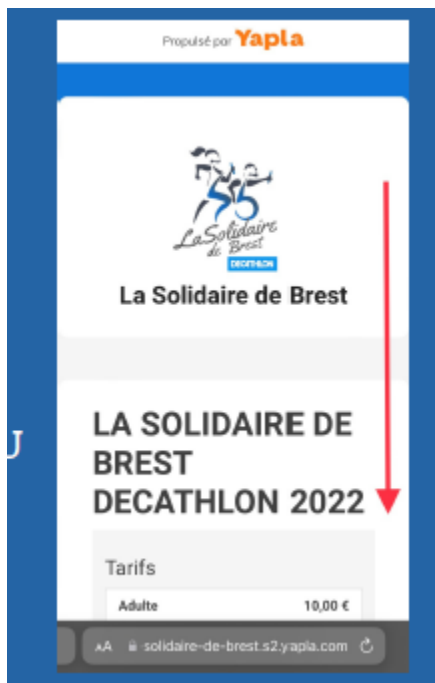 Propulsé par Yapla
La Solidaire
de Brest
DECATHLON
La Solidaire de Brest
U
LA SOLIDAIRE DE
BREST
DECATHLON 2022
Tarifs
Adulte 10,00 €
AA solidaire-de-brest.s2.yapla.com